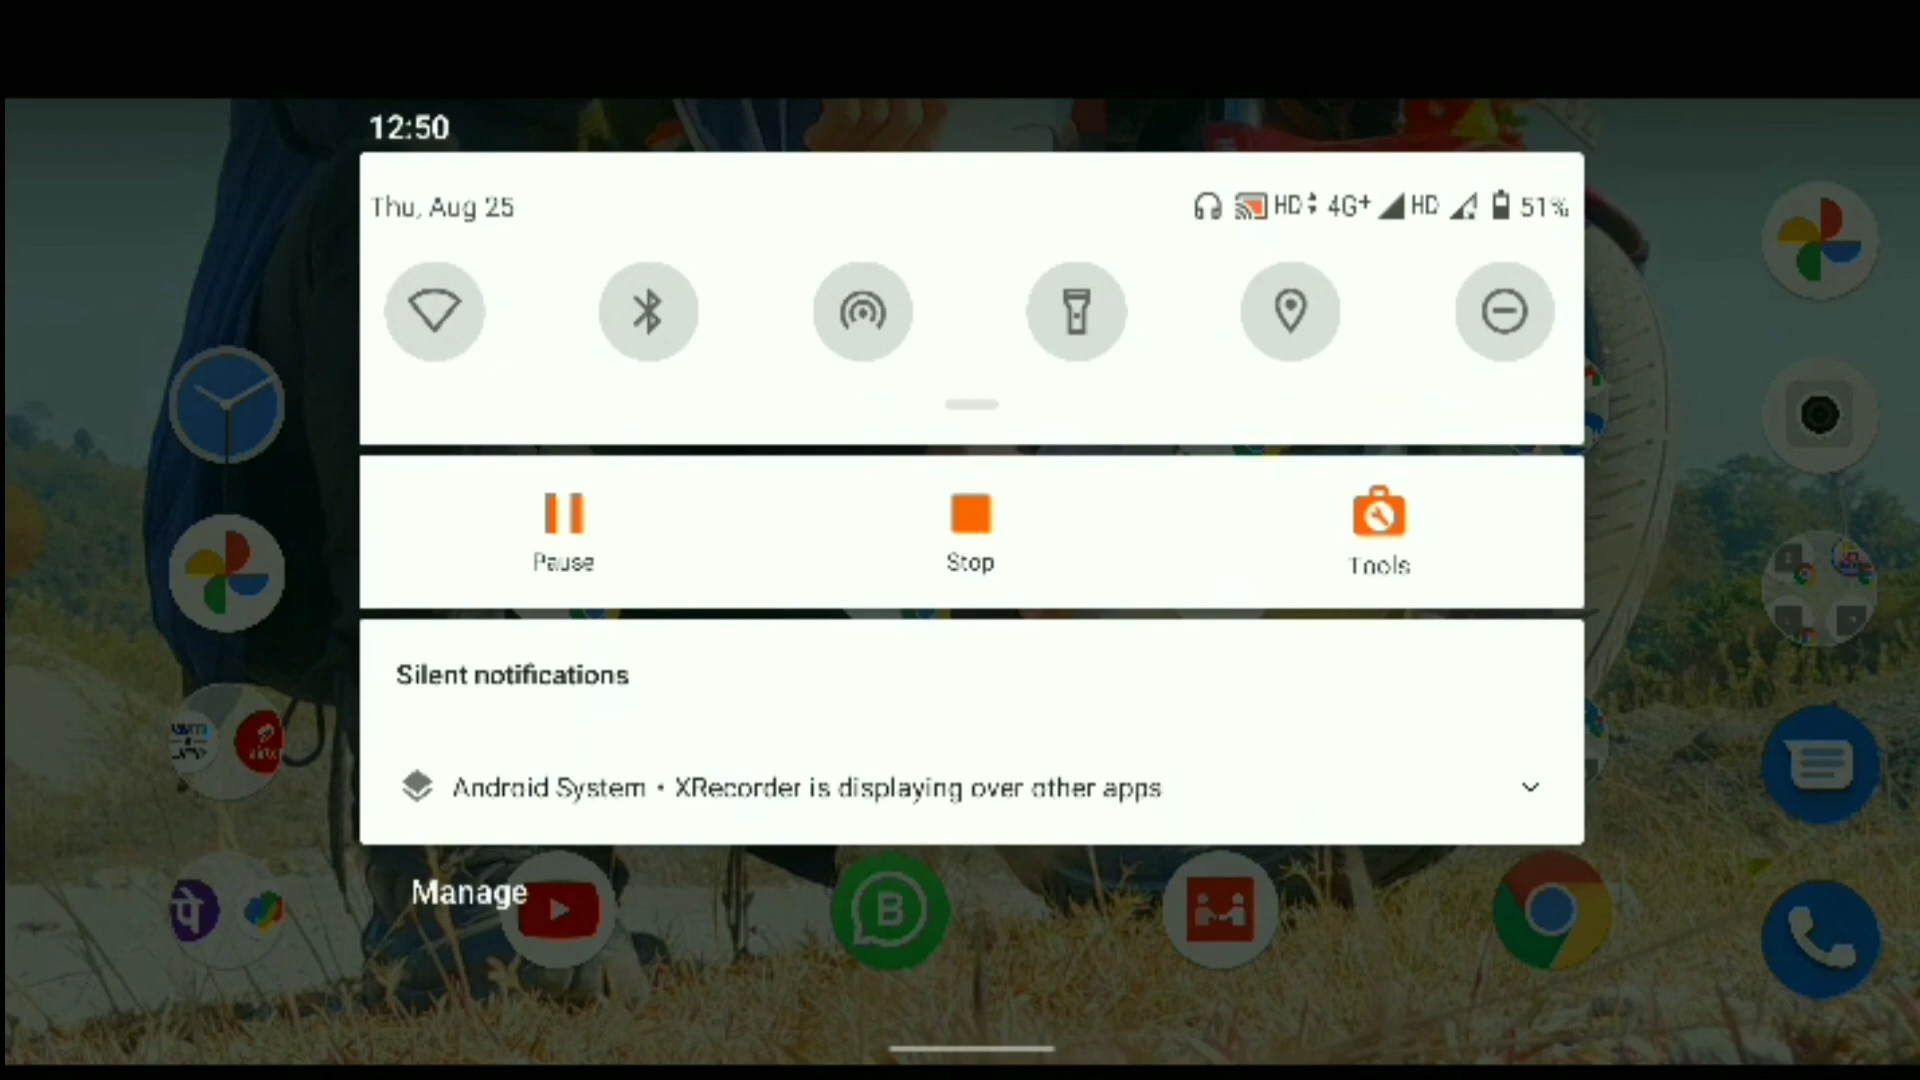 12:50
Thu, Aug 25
HD 4G+ HD 51%
Pause
Stop
Tools
Silent notifications
Android System • XRecorder is displaying over other apps
airtel
Manage
पे
B